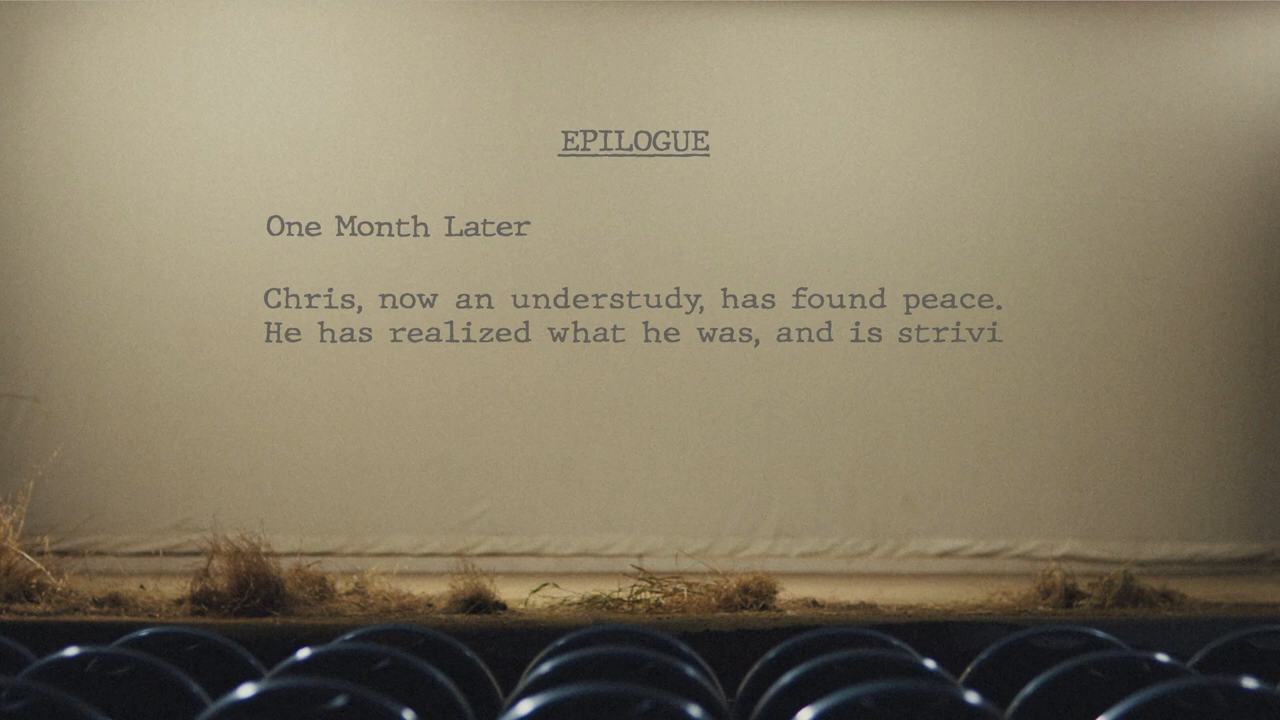 EPILOGUE
One Month Later
Chris, now an understudy, has found peace.
He has realized what he was, and is strivi